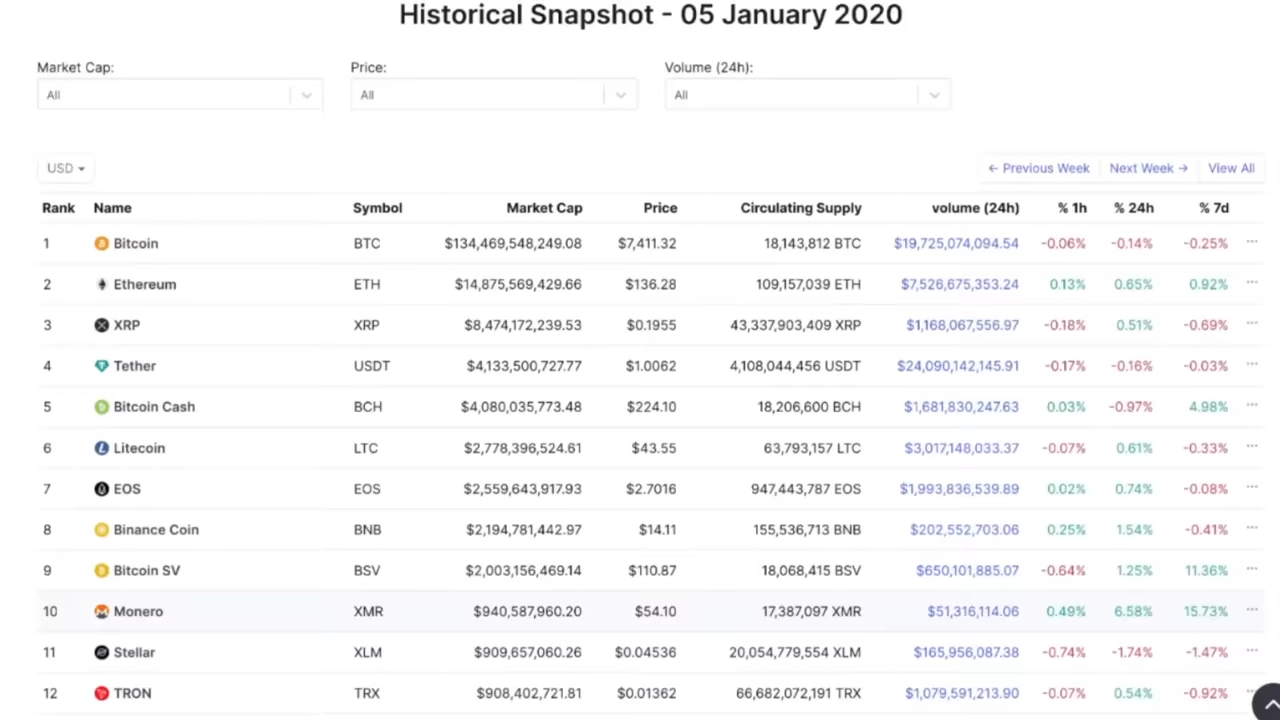 Historical Snapshot - 05 January 2020
Market Cap: Price: Volume (24h):
All All All
USD ← Previous Week Next Week → View All
Rank Name Symbol Market Cap Price Circulating Supply volume (24h) % 1h % 24h % 7d
1 Bitcoin BTC $134,469,548,249.08 $7,411.32 18,143,812 BTC $19,725,074,094.54 -0.06% -0.14% -0.25% ...
2 Ethereum ETH $14,875,569,429.66 $136.28 109,157,039 ETH $7,526,675,353.24 0.13% 0.65% 0.92% ...
3 XRP XRP $8,474,172,239.53 $0.1955 43,337,903,409 XRP $1,168,067,556.97 -0.18% 0.51% -0.69% ...
4 Tether USDT $4,133,500,727.77 $1.0062 4,108,044,456 USDT $24,090,142,145.91 -0.17% -0.16% -0.03% ...
5 Bitcoin Cash BCH $4,080,035,773.48 $224.10 18,206,600 BCH $1,681,830,247.63 0.03% -0.97% 4.98% ...
6 Litecoin LTC $2,778,396,524.61 $43.55 63,793,157 LTC $3,017,148,033.37 -0.07% 0.61% -0.33% ...
7 EOS EOS $2,559,643,917.93 $2.7016 947,443,787 EOS $1,993,836,539.89 0.02% 0.74% -0.08% ...
8 Binance Coin BNB $2,194,781,442.97 $14.11 155,536,713 BNB $202,552,703.06 0.25% 1.54% -0.41% ...
9 Bitcoin SV BSV $2,003,156,469.14 $110.87 18,068,415 BSV $650,101,885.07 -0.64% 1.25% 11.36% ...
10 Monero XMR $940,587,960.20 $54.10 17,387,097 XMR $51,316,114.06 0.49% 6.58% 15.73% ...
11 Stellar XLM $909,657,060.26 $0.04536 20,054,779,554 XLM $165,956,087.38 -0.74% -1.74% -1.47% ...
12 TRON TRX $908,402,721.81 $0.01362 66,682,072,191 TRX $1,079,591,213.90 -0.07% 0.54% -0.92% ...